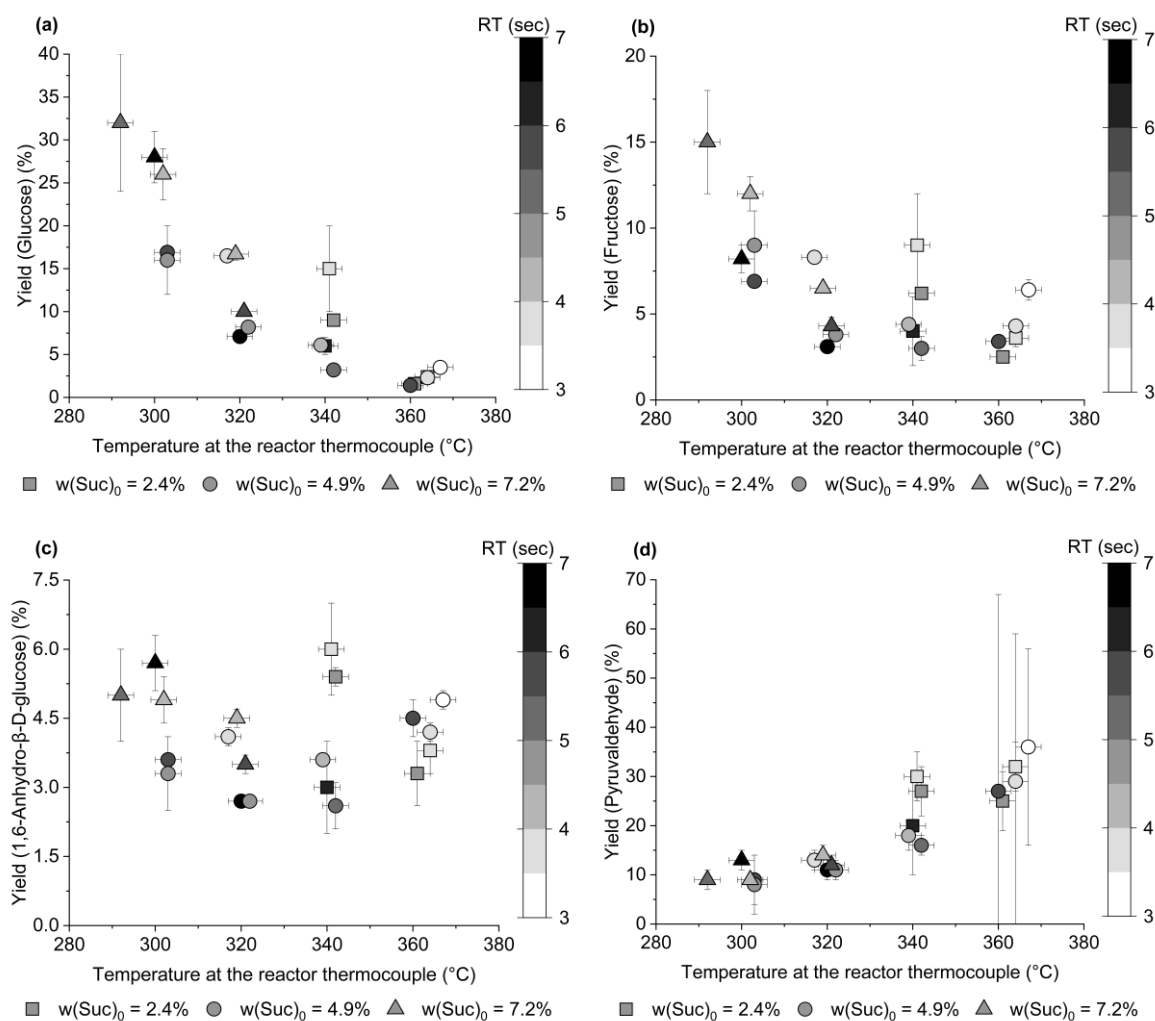 (a)
RT (sec)
7
6
5
4
3
40
35
30
25
20
15
10
5
0
Yield (Glucose) (%)
280 300 320 340 360 380
Temperature at the reactor thermocouple (°C)
w(Suc)₀ = 2.4% w(Suc)₀ = 4.9% w(Suc)₀ = 7.2%
(b)
RT (sec)
7
6
5
4
3
20
15
10
5
0
Yield (Fructose) (%)
280 300 320 340 360 380
Temperature at the reactor thermocouple (°C)
w(Suc)₀ = 2.4% w(Suc)₀ = 4.9% w(Suc)₀ = 7.2%
(c)
RT (sec)
7
6
5
4
3
7.5
6.0
4.5
3.0
1.5
0.0
Yield (1,6-Anhydro-β-D-glucose) (%)
280 300 320 340 360 380
Temperature at the reactor thermocouple (°C)
w(Suc)₀ = 2.4% w(Suc)₀ = 4.9% w(Suc)₀ = 7.2%
(d)
RT (sec)
7
6
5
4
3
70
60
50
40
30
20
10
0
Yield (Pyruvaldehyde) (%)
280 300 320 340 360 380
Temperature at the reactor thermocouple (°C)
w(Suc)₀ = 2.4% w(Suc)₀ = 4.9% w(Suc)₀ = 7.2%